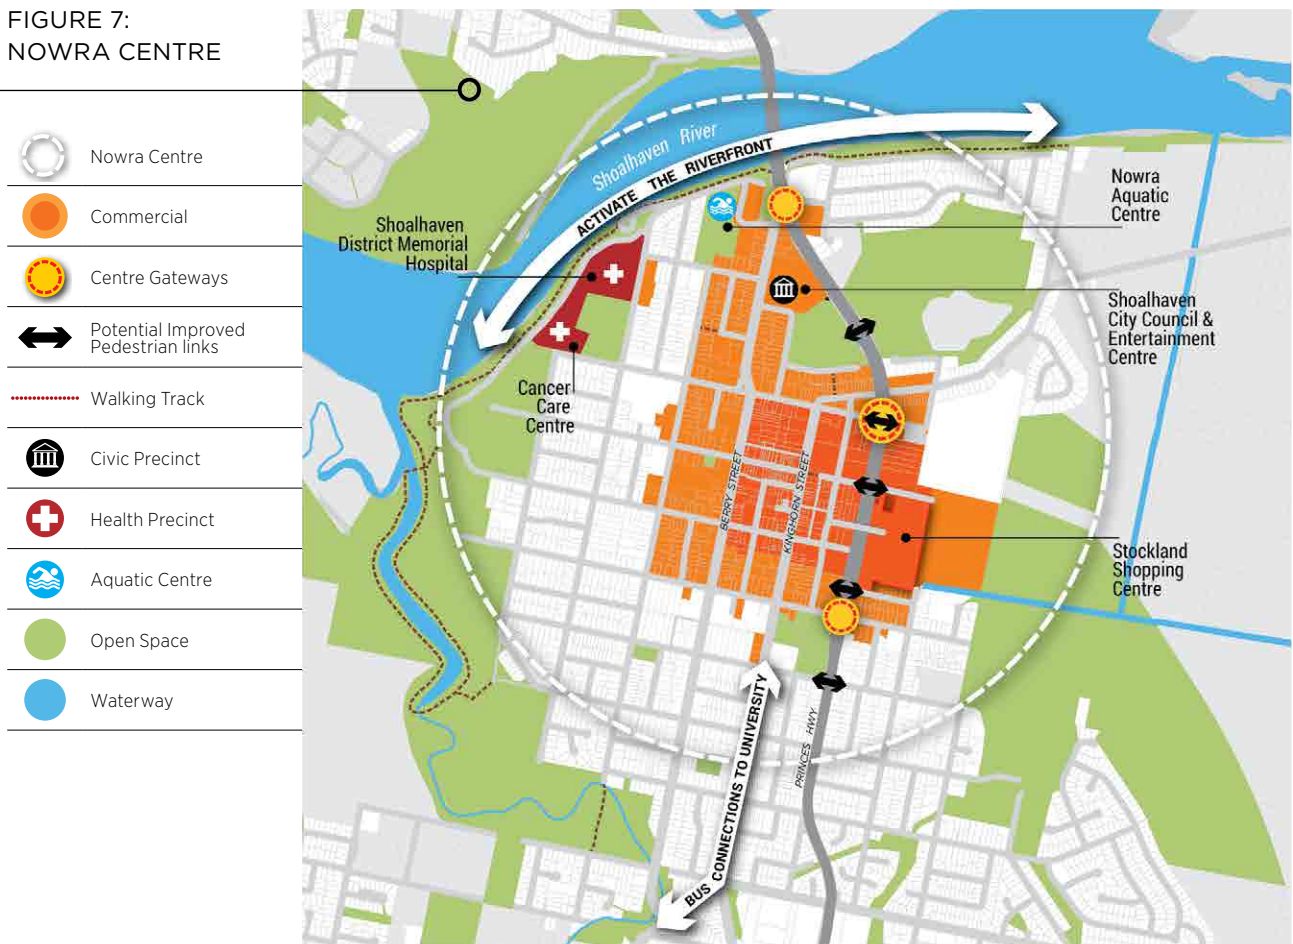 FIGURE 7:
NOWRA CENTRE
Nowra Centre
Commercial
Centre Gateways
Potential Improved
Pedestrian links
Walking Track
Civic Precinct
Health Precinct
Aquatic Centre
Open Space
Waterway
Shoalhaven River
ACTIVATE THE RIVERFRONT
Nowra
Aquatic
Centre
Shoalhaven
District Memorial
Hospital
Shoalhaven
City Council &
Entertainment
Centre
Cancer
Care
Centre
BERRY STREET
KINGHORN STREET
Stockland
Shopping
Centre
BUS CONNECTIONS TO UNIVERSITY
PRINCES HWY